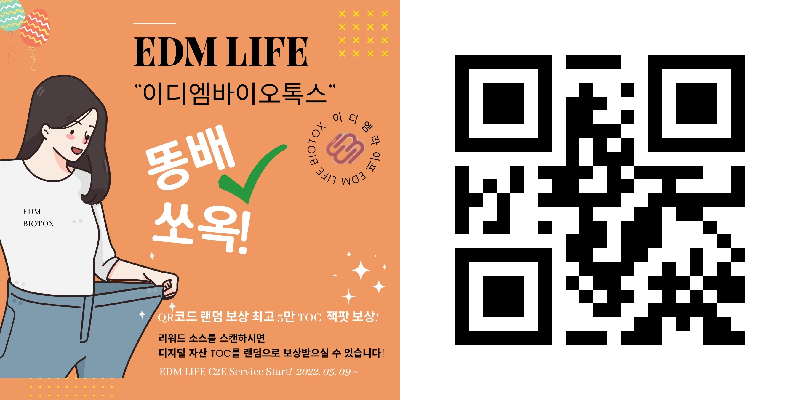 EDM LIFE
"이디엠바이오톡스"
이디엠라이프 EDM LIFE BIOTOX
똥배
쏘옥!
EDM
BIOTOX
QR코드 랜덤 보상 최고 5만 TOC 잭팟 보상!
리워드 소스를 스캔하시면
디지털 자산 TOC를 랜덤으로 보상받으실 수 있습니다!
EDM LIFE C2E Service Start! 2022. 05. 09 ~